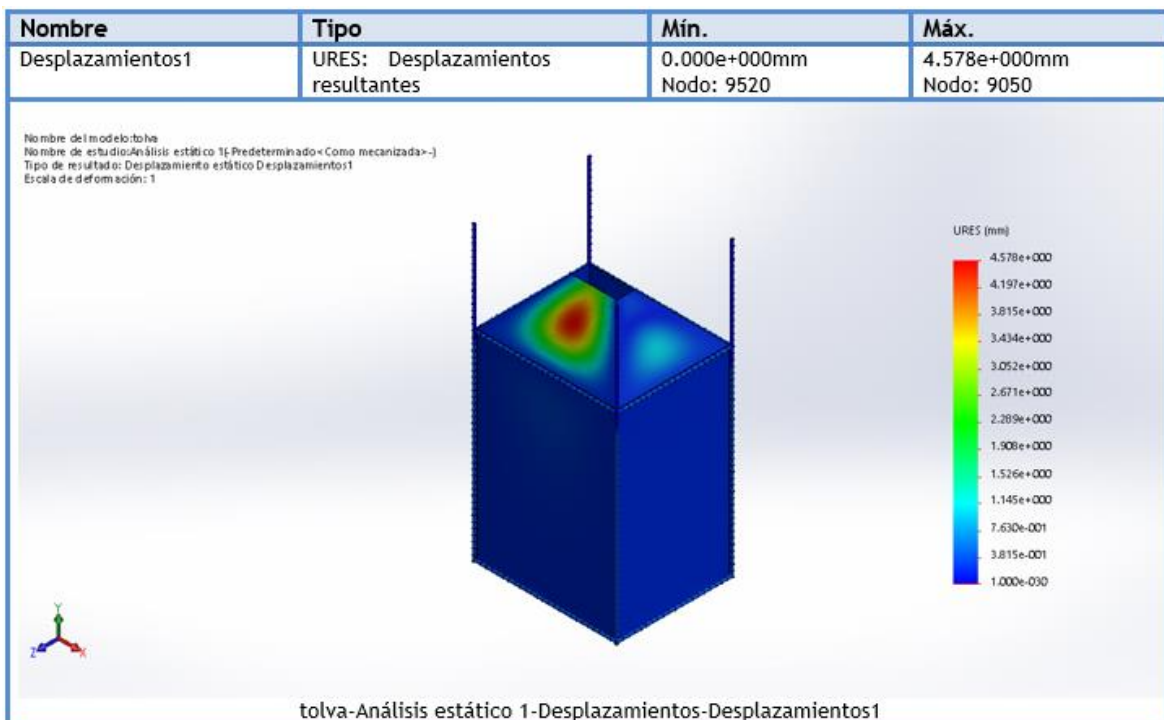 Nombre Tipo Mín. Máx.
Desplazamientos1 URES: Desplazamientos resultantes 0.000e+000mm Nodo: 9520 4.578e+000mm Nodo: 9050
Nombre del modelo:tolva
Nombre de estudio:Análisis estático 1(-Predeterminado<Como mecanizada>-)
Tipo de resultado: Desplazamiento estático Desplazamientos1
Escala de deformación: 1
URES (mm)
4.578e+000
4.197e+000
3.815e+000
3.434e+000
3.052e+000
2.671e+000
2.289e+000
1.908e+000
1.526e+000
1.145e+000
7.630e-001
3.815e-001
1.000e-030
Y
Z
X
tolva-Análisis estático 1-Desplazamientos-Desplazamientos1